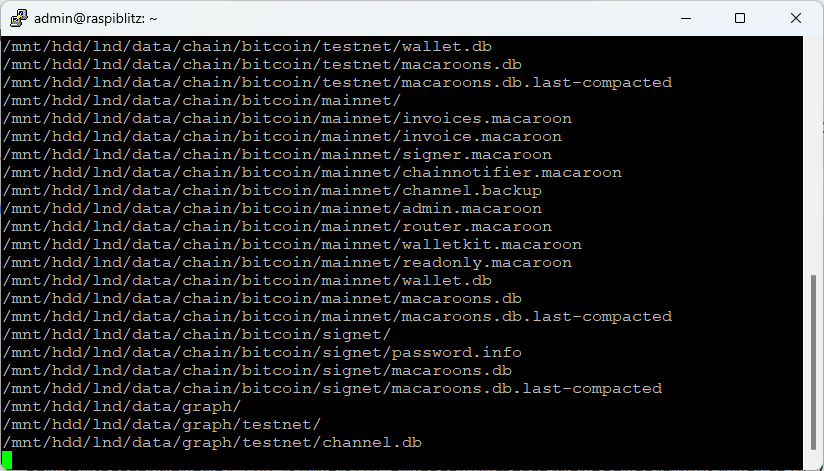 admin@raspiblitz: ~
/mnt/hdd/lnd/data/chain/bitcoin/testnet/wallet.db
/mnt/hdd/lnd/data/chain/bitcoin/testnet/macaroons.db
/mnt/hdd/lnd/data/chain/bitcoin/testnet/macaroons.db.last-compacted
/mnt/hdd/lnd/data/chain/bitcoin/mainnet/
/mnt/hdd/lnd/data/chain/bitcoin/mainnet/invoices.macaroon
/mnt/hdd/lnd/data/chain/bitcoin/mainnet/invoice.macaroon
/mnt/hdd/lnd/data/chain/bitcoin/mainnet/signer.macaroon
/mnt/hdd/lnd/data/chain/bitcoin/mainnet/chainnotifier.macaroon
/mnt/hdd/lnd/data/chain/bitcoin/mainnet/channel.backup
/mnt/hdd/lnd/data/chain/bitcoin/mainnet/admin.macaroon
/mnt/hdd/lnd/data/chain/bitcoin/mainnet/router.macaroon
/mnt/hdd/lnd/data/chain/bitcoin/mainnet/walletkit.macaroon
/mnt/hdd/lnd/data/chain/bitcoin/mainnet/readonly.macaroon
/mnt/hdd/lnd/data/chain/bitcoin/mainnet/wallet.db
/mnt/hdd/lnd/data/chain/bitcoin/mainnet/macaroons.db
/mnt/hdd/lnd/data/chain/bitcoin/mainnet/macaroons.db.last-compacted
/mnt/hdd/lnd/data/chain/bitcoin/signet/
/mnt/hdd/lnd/data/chain/bitcoin/signet/password.info
/mnt/hdd/lnd/data/chain/bitcoin/signet/macaroons.db
/mnt/hdd/lnd/data/chain/bitcoin/signet/macaroons.db.last-compacted
/mnt/hdd/lnd/data/graph/
/mnt/hdd/lnd/data/graph/testnet/
/mnt/hdd/lnd/data/graph/testnet/channel.db